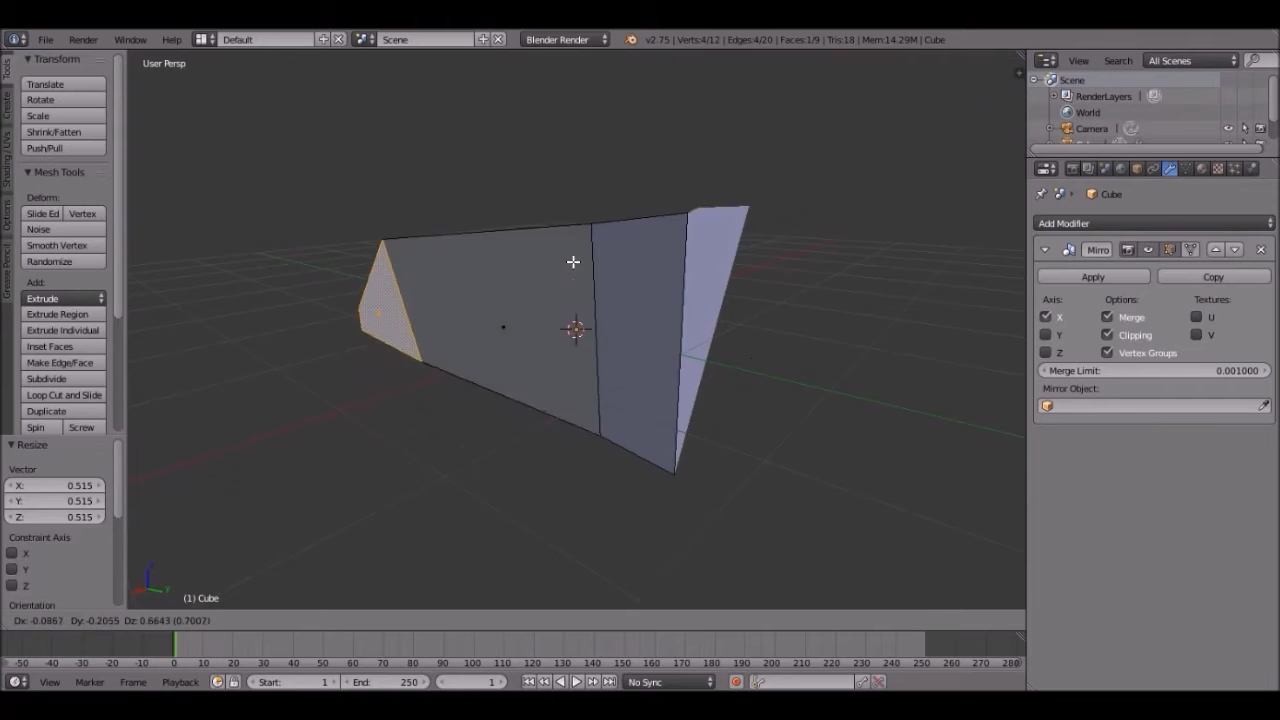 File Render Window Help Default Scene Blender Render v2.75 | Verts:4/12 | Edges:4/20 | Faces:1/9 | Tris:18 | Mem:14.29M | Cube
User Persp
Tools
Create
Shading / UVs
Options
Grease Pencil
Transform
Translate
Rotate
Scale
Shrink/Fatten
Push/Pull
Mesh Tools
Deform:
Slide Ed Vertex
Noise
Smooth Vertex
Randomize
Add:
Extrude
Extrude Region
Extrude Individual
Inset Faces
Make Edge/Face
Subdivide
Loop Cut and Slide
Duplicate
Spin Screw
Resize
Vector
X: 0.515
Y: 0.515
Z: 0.515
Constraint Axis
X
Y
Z
Orientation
(1) Cube
Dx: -0.0867 Dy: -0.2055 Dz: 0.6643 (0.7007)
View Search All Scenes
Scene
RenderLayers
World
Camera
Cube
Add Modifier
Mirro
Apply Copy
Axis: Options: Textures:
X Merge U
Y Clipping V
Z Vertex Groups
Merge Limit: 0.001000
Mirror Object:
-50 -40 -30 -20 -10 0 10 20 30 40 50 60 70 80 90 100 110 120 130 140 150 160 170 180 190 200 210 220 230 240 250 260 270 280
View Marker Frame Playback Start: 1 End: 250 1 No Sync